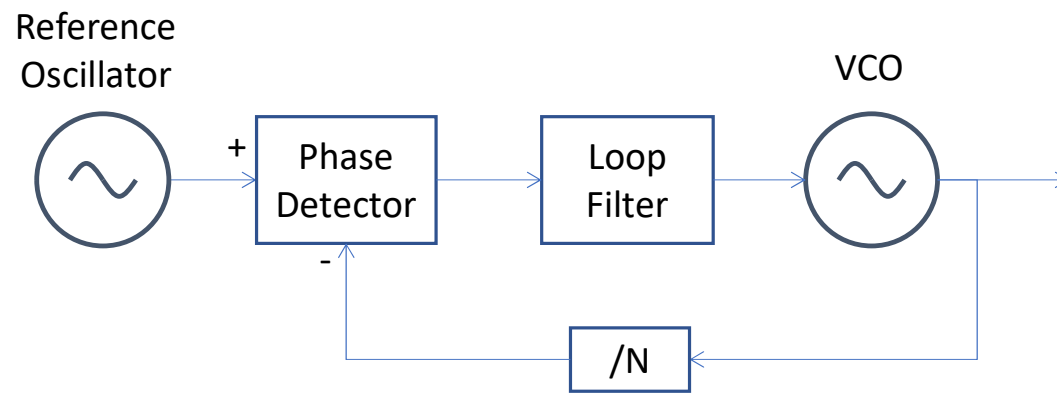 Reference
Oscillator
VCO
+
Phase
Detector
Loop
Filter
-
/N